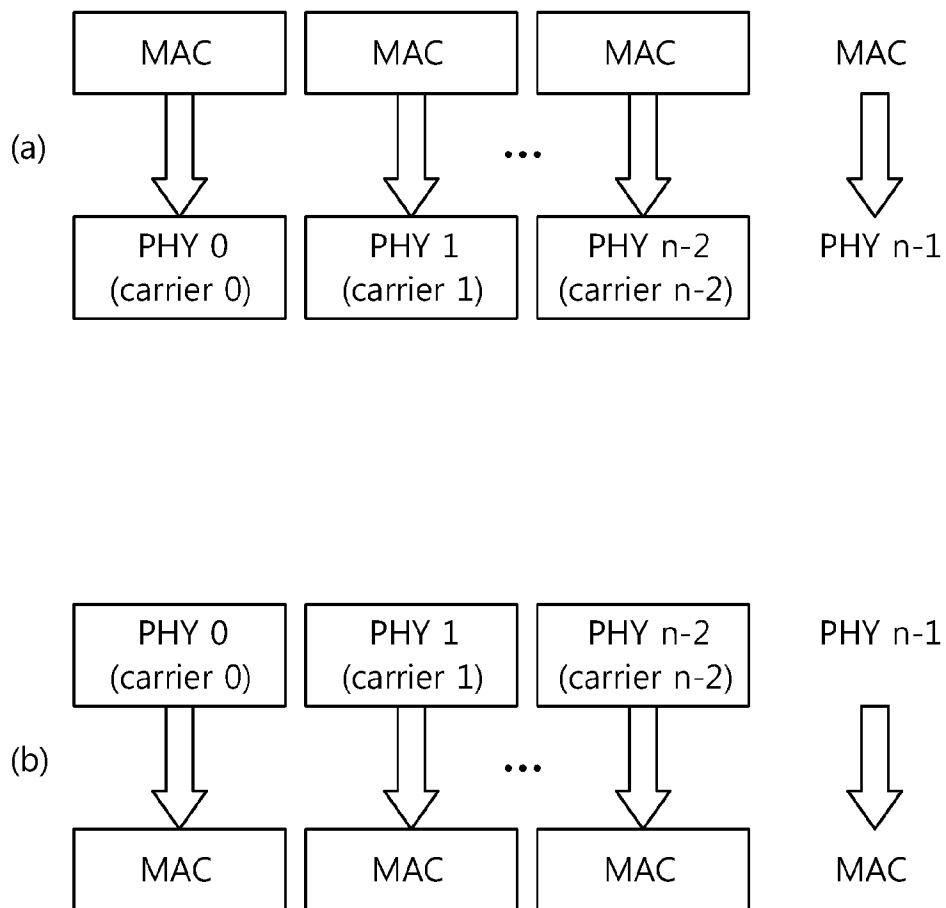 MAC MAC MAC MAC
(a) ...
PHY 0 PHY 1 PHY n-2 PHY n-1
(carrier 0) (carrier 1) (carrier n-2)
PHY 0 PHY 1 PHY n-2 PHY n-1
(carrier 0) (carrier 1) (carrier n-2)
(b) ...
MAC MAC MAC MAC